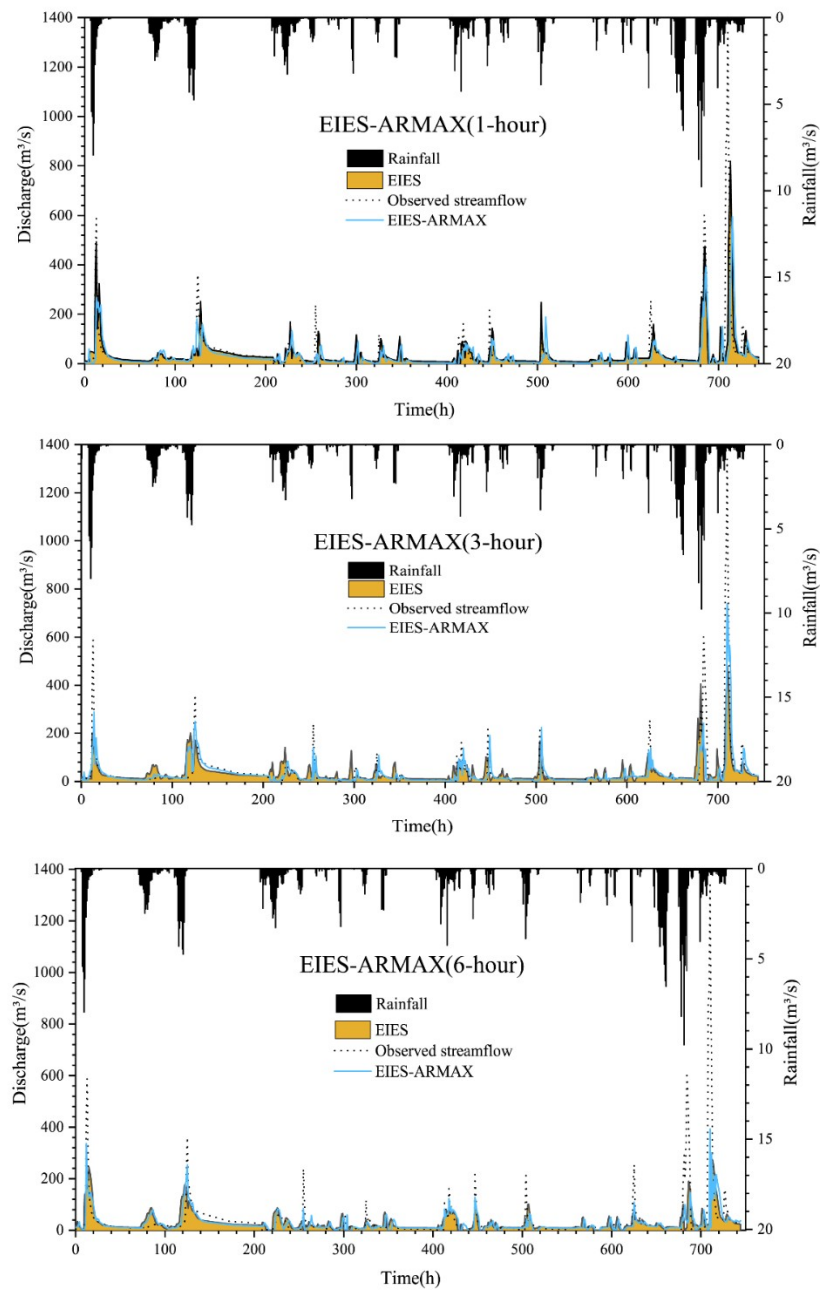 1400
1200
1000
800
600
400
200
0
Discharge(m³/s)
0
5
10
15
20
Rainfall(m³/s)
EIES-ARMAX(1-hour)
Rainfall
EIES
Observed streamflow
EIES-ARMAX
0
100
200
300
400
500
600
700
Time(h)
1400
1200
1000
800
600
400
200
0
Discharge(m³/s)
0
5
10
15
20
Rainfall(m³/s)
EIES-ARMAX(3-hour)
Rainfall
EIES
Observed streamflow
EIES-ARMAX
0
100
200
300
400
500
600
700
Time(h)
1400
1200
1000
800
600
400
200
0
Discharge(m³/s)
0
5
10
15
20
Rainfall(m³/s)
EIES-ARMAX(6-hour)
Rainfall
EIES
Observed streamflow
EIES-ARMAX
0
100
200
300
400
500
600
700
Time(h)